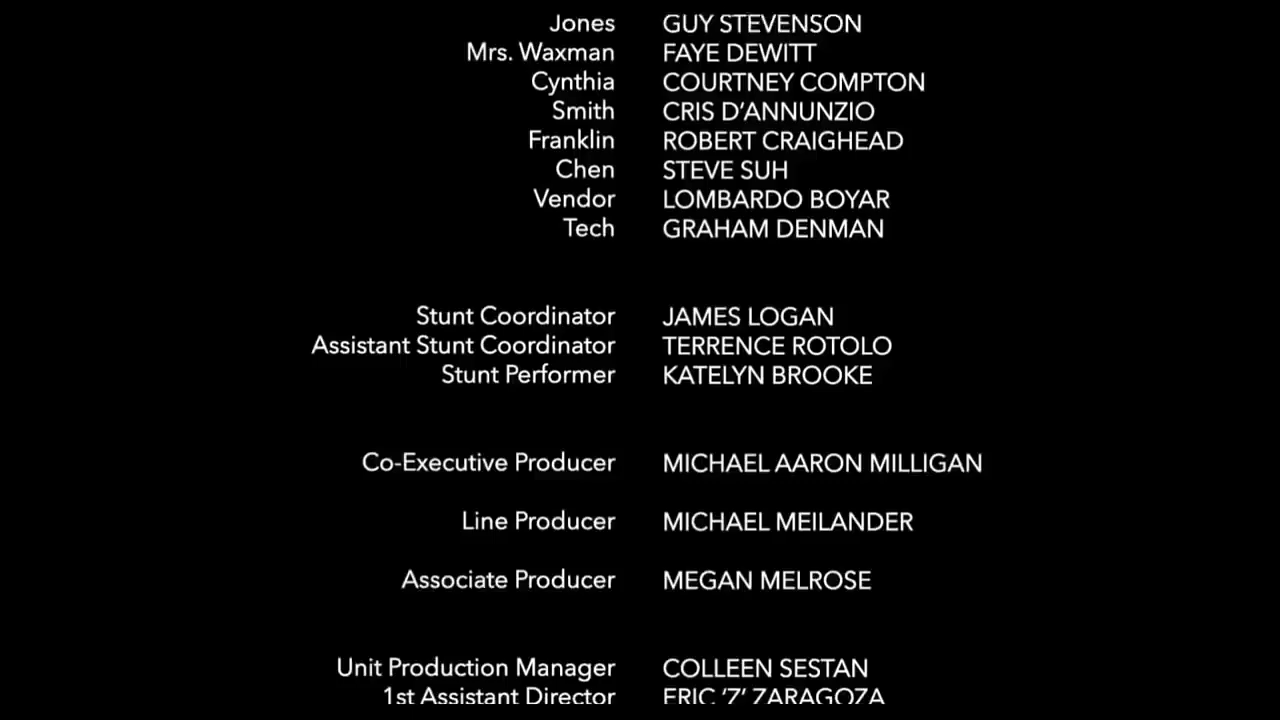 Jones GUY STEVENSON
Mrs. Waxman FAYE DEWITT
Cynthia COURTNEY COMPTON
Smith CRIS D’ANNUNZIO
Franklin ROBERT CRAIGHEAD
Chen STEVE SUH
Vendor LOMBARDO BOYAR
Tech GRAHAM DENMAN
Stunt Coordinator JAMES LOGAN
Assistant Stunt Coordinator TERRENCE ROTOLO
Stunt Performer KATELYN BROOKE
Co-Executive Producer MICHAEL AARON MILLIGAN
Line Producer MICHAEL MEILANDER
Associate Producer MEGAN MELROSE
Unit Production Manager COLLEEN SESTAN
1st Assistant Director ERIC ‘Z’ ZARAGOZA